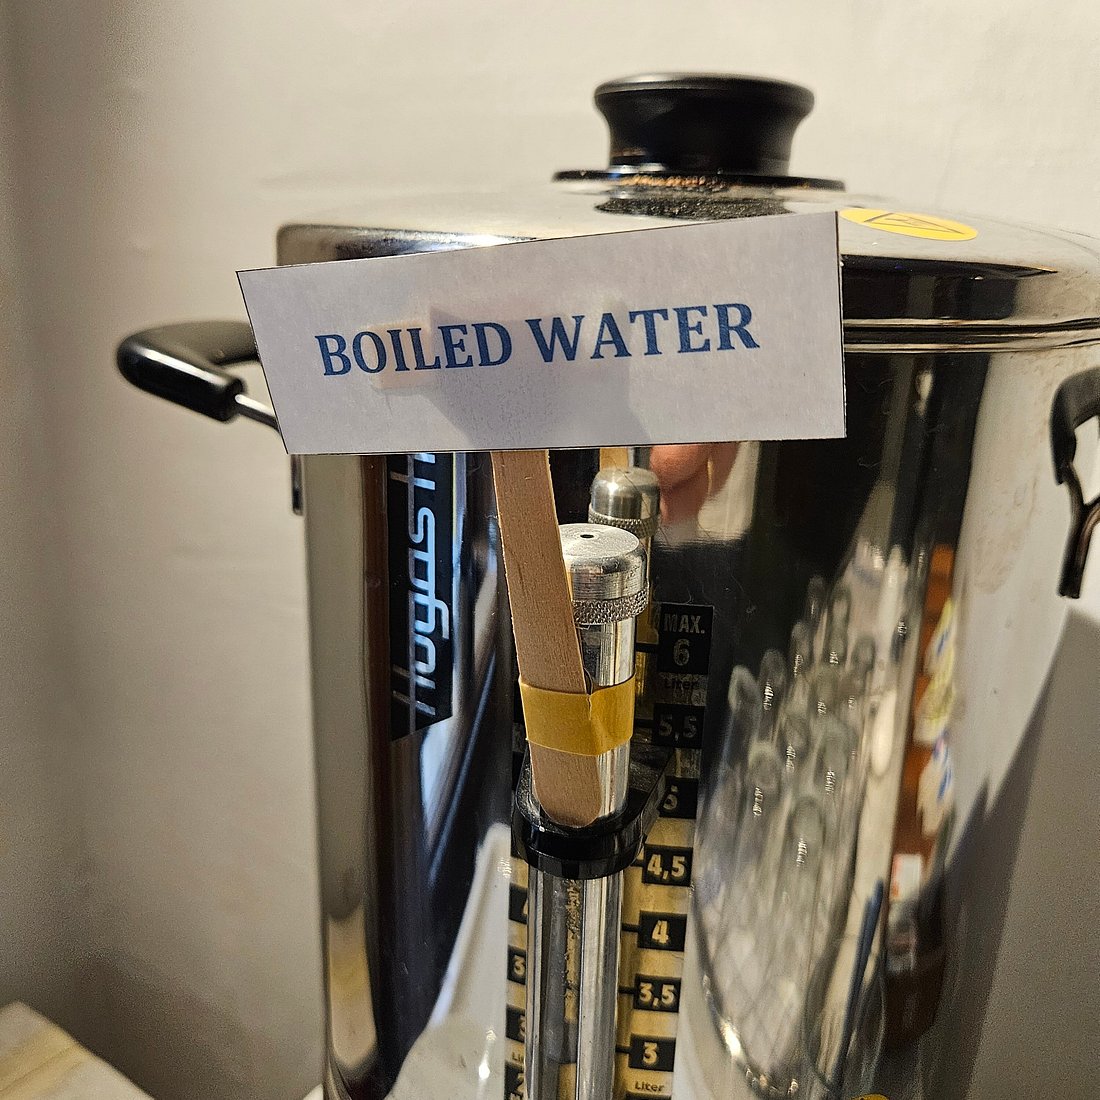 BOILED WATER
MAX.
6
5,5
5
4,5
4
3,5
3
Liter